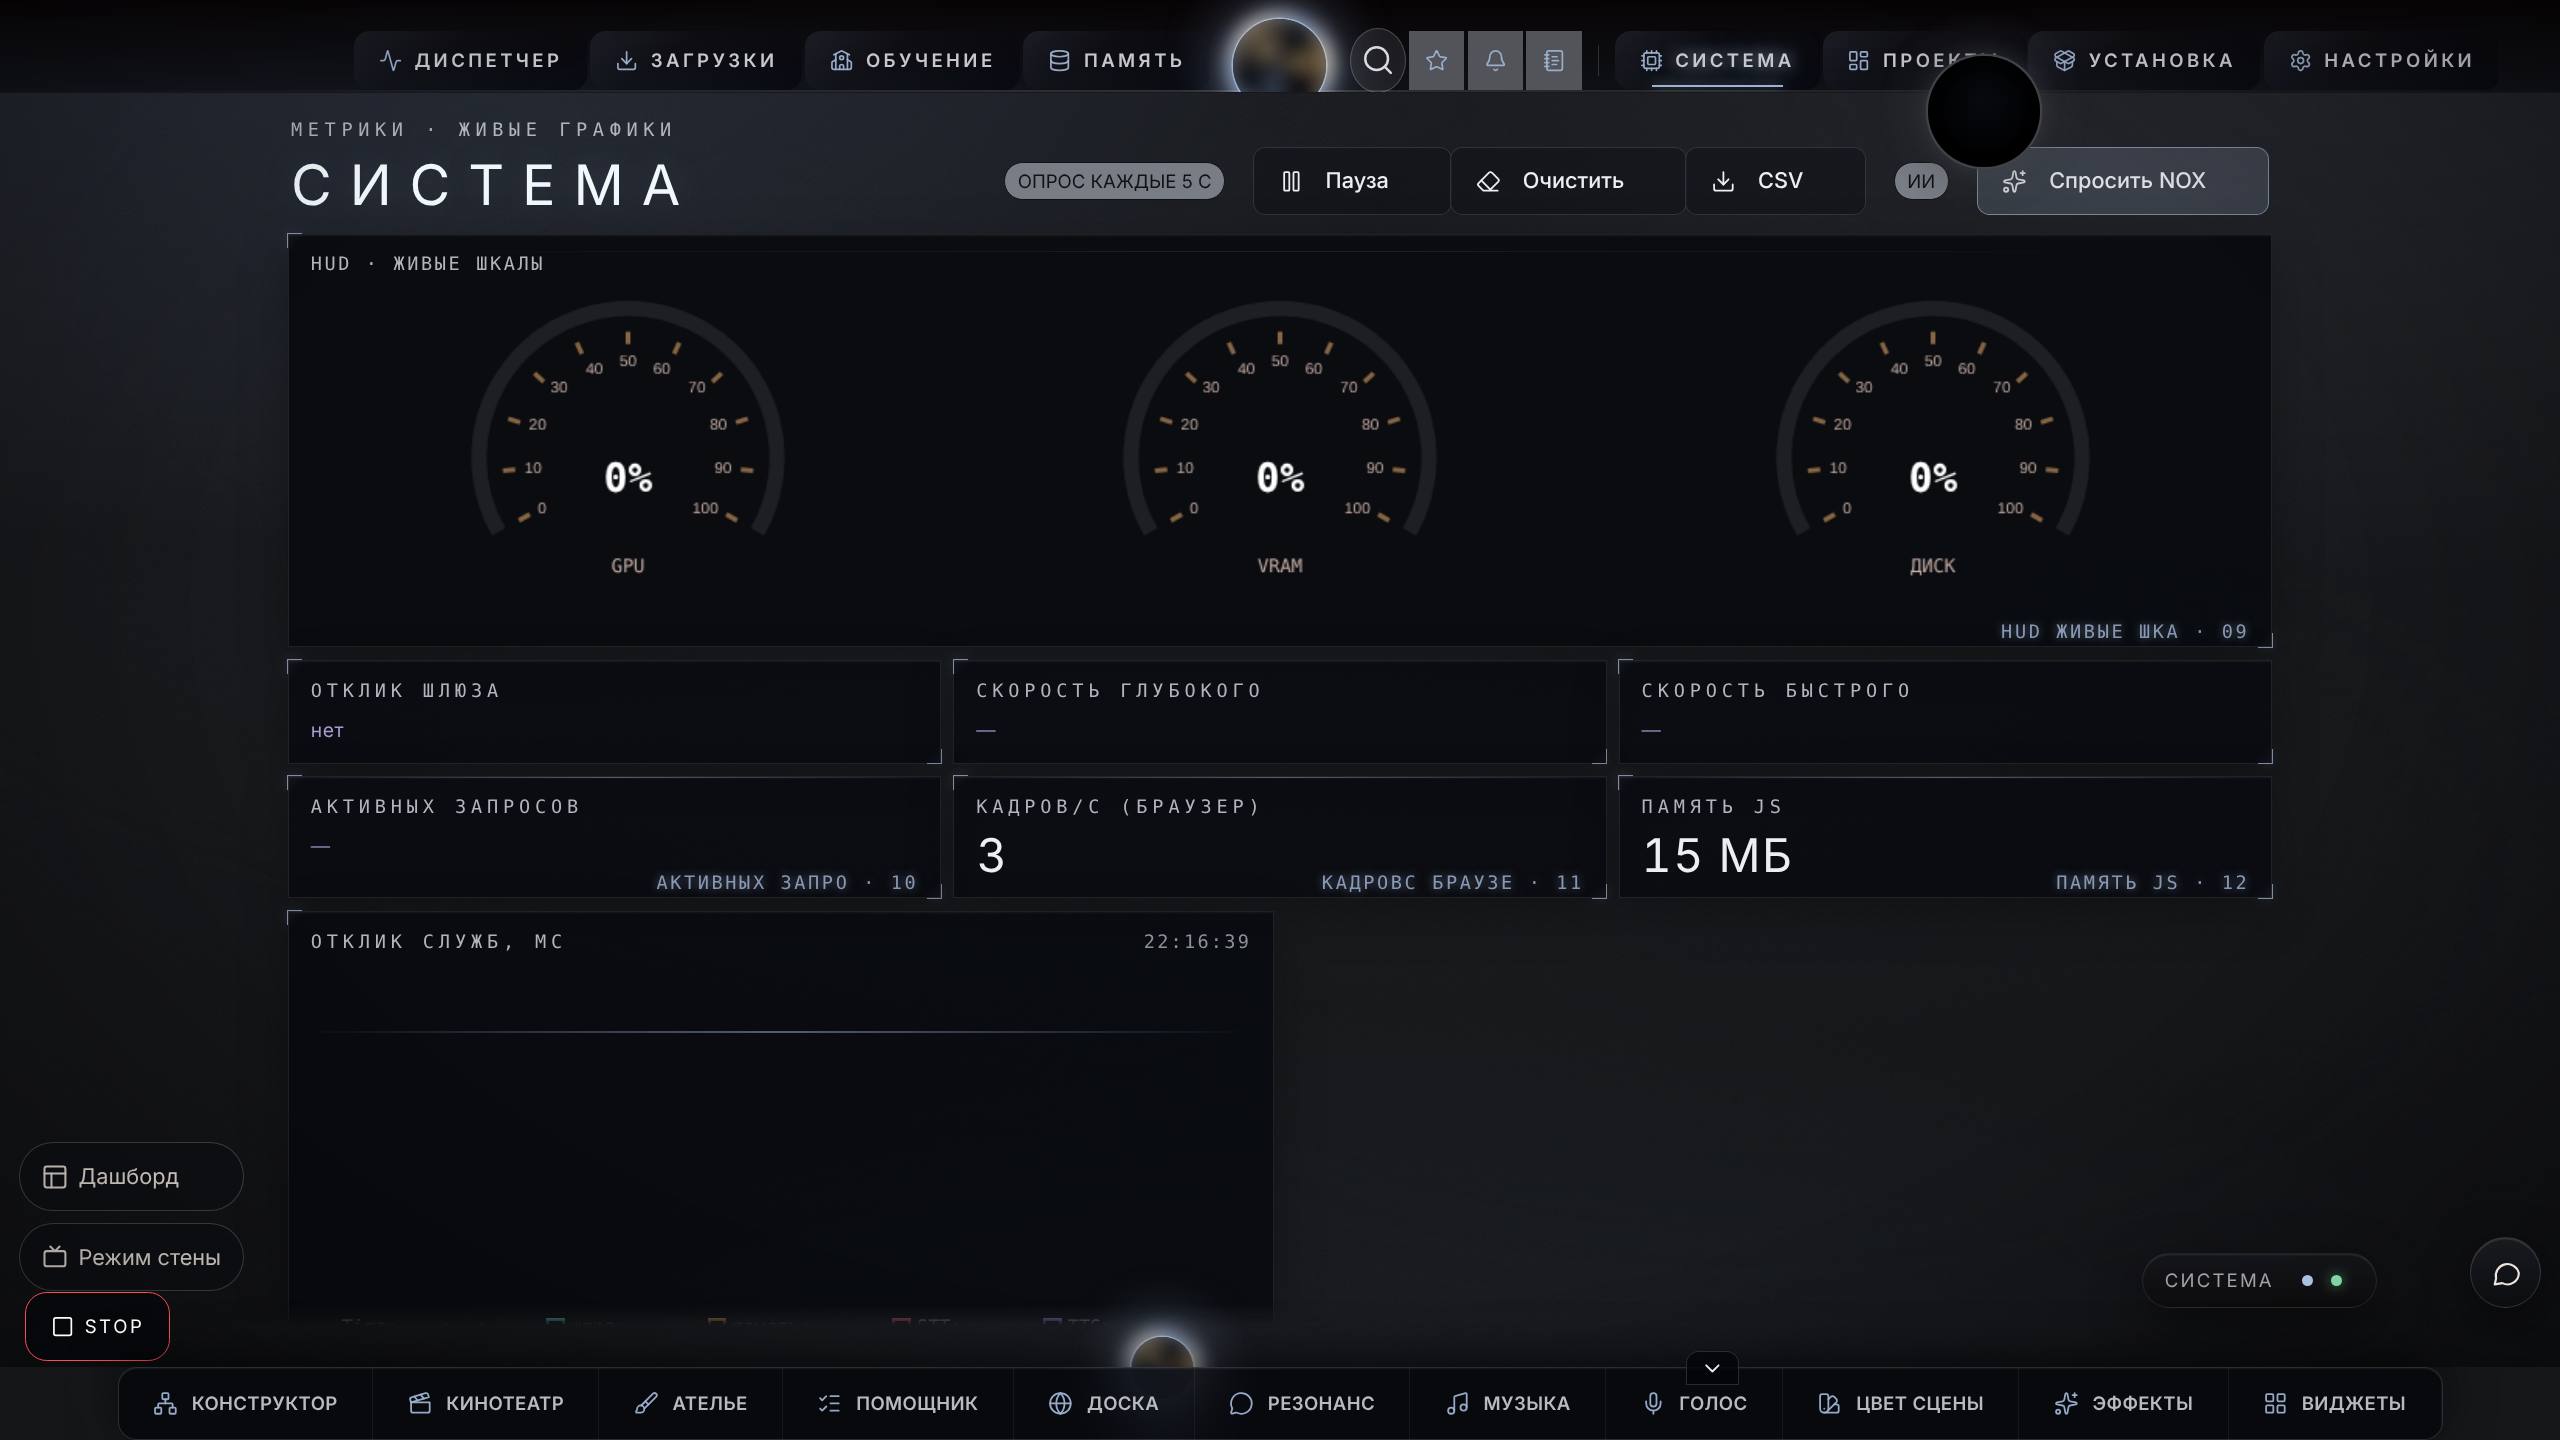 ДИСПЕТЧЕР
ЗАГРУЗКИ
ОБУЧЕНИЕ
ПАМЯТЬ
СИСТЕМА
УСТАНОВКА
НАСТРОЙКИ
МЕТРИКИ · ЖИВЫЕ ГРАФИКИ
СИСТЕМА
ОПРОС КАЖДЫЕ 5 С
Пауза
Очистить
CSV
ИИ
Спросить NOX
HUD · ЖИВЫЕ ШКАЛЫ
0 10 20 30 40 50 60 70 80 90 100
0%
GPU
0 10 20 30 40 50 60 70 80 90 100
0%
VRAM
0 10 20 30 40 50 60 70 80 90 100
0%
ДИСК
HUD ЖИВЫЕ ШКА · 09
ОТКЛИК ШЛЮЗА
нет
СКОРОСТЬ ГЛУБОКОГО
—
СКОРОСТЬ БЫСТРОГО
—
АКТИВНЫХ ЗАПРОСОВ
—
АКТИВНЫХ ЗАПРО · 10
КАДРОВ/С (БРАУЗЕР)
3
КАДРОВС БРАУЗЕ · 11
ПАМЯТЬ JS
15 МБ
ПАМЯТЬ JS · 12
ОТКЛИК СЛУЖБ, МС
22:16:39
Дашборд
Режим стены
STOP
СИСТЕМА
КОНСТРУКТОР
КИНОТЕАТР
АТЕЛЬЕ
ПОМОЩНИК
ДОСКА
РЕЗОНАНС
МУЗЫКА
ГОЛОС
ЦВЕТ СЦЕНЫ
ЭФФЕКТЫ
ВИДЖЕТЫ